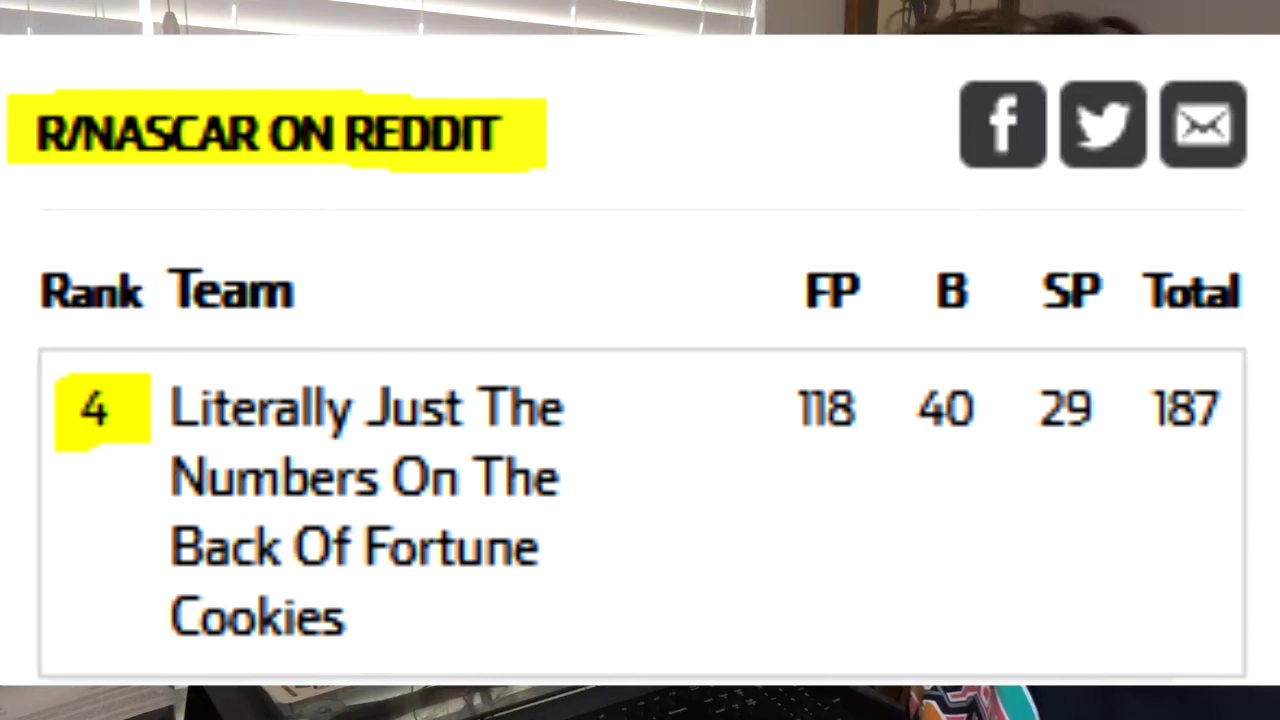 R/NASCAR ON REDDIT
Rank Team FP B SP Total
4 Literally Just The 118 40 29 187
Numbers On The
Back Of Fortune
Cookies